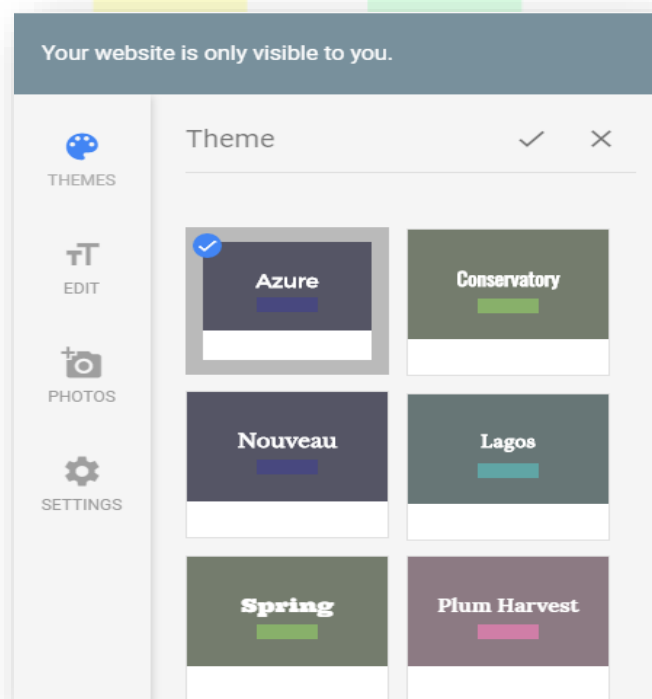 Your website is only visible to you.
THEMES
EDIT
PHOTOS
SETTINGS
Theme
Azure
Conservatory
Nouveau
Lagos
Spring
Plum Harvest